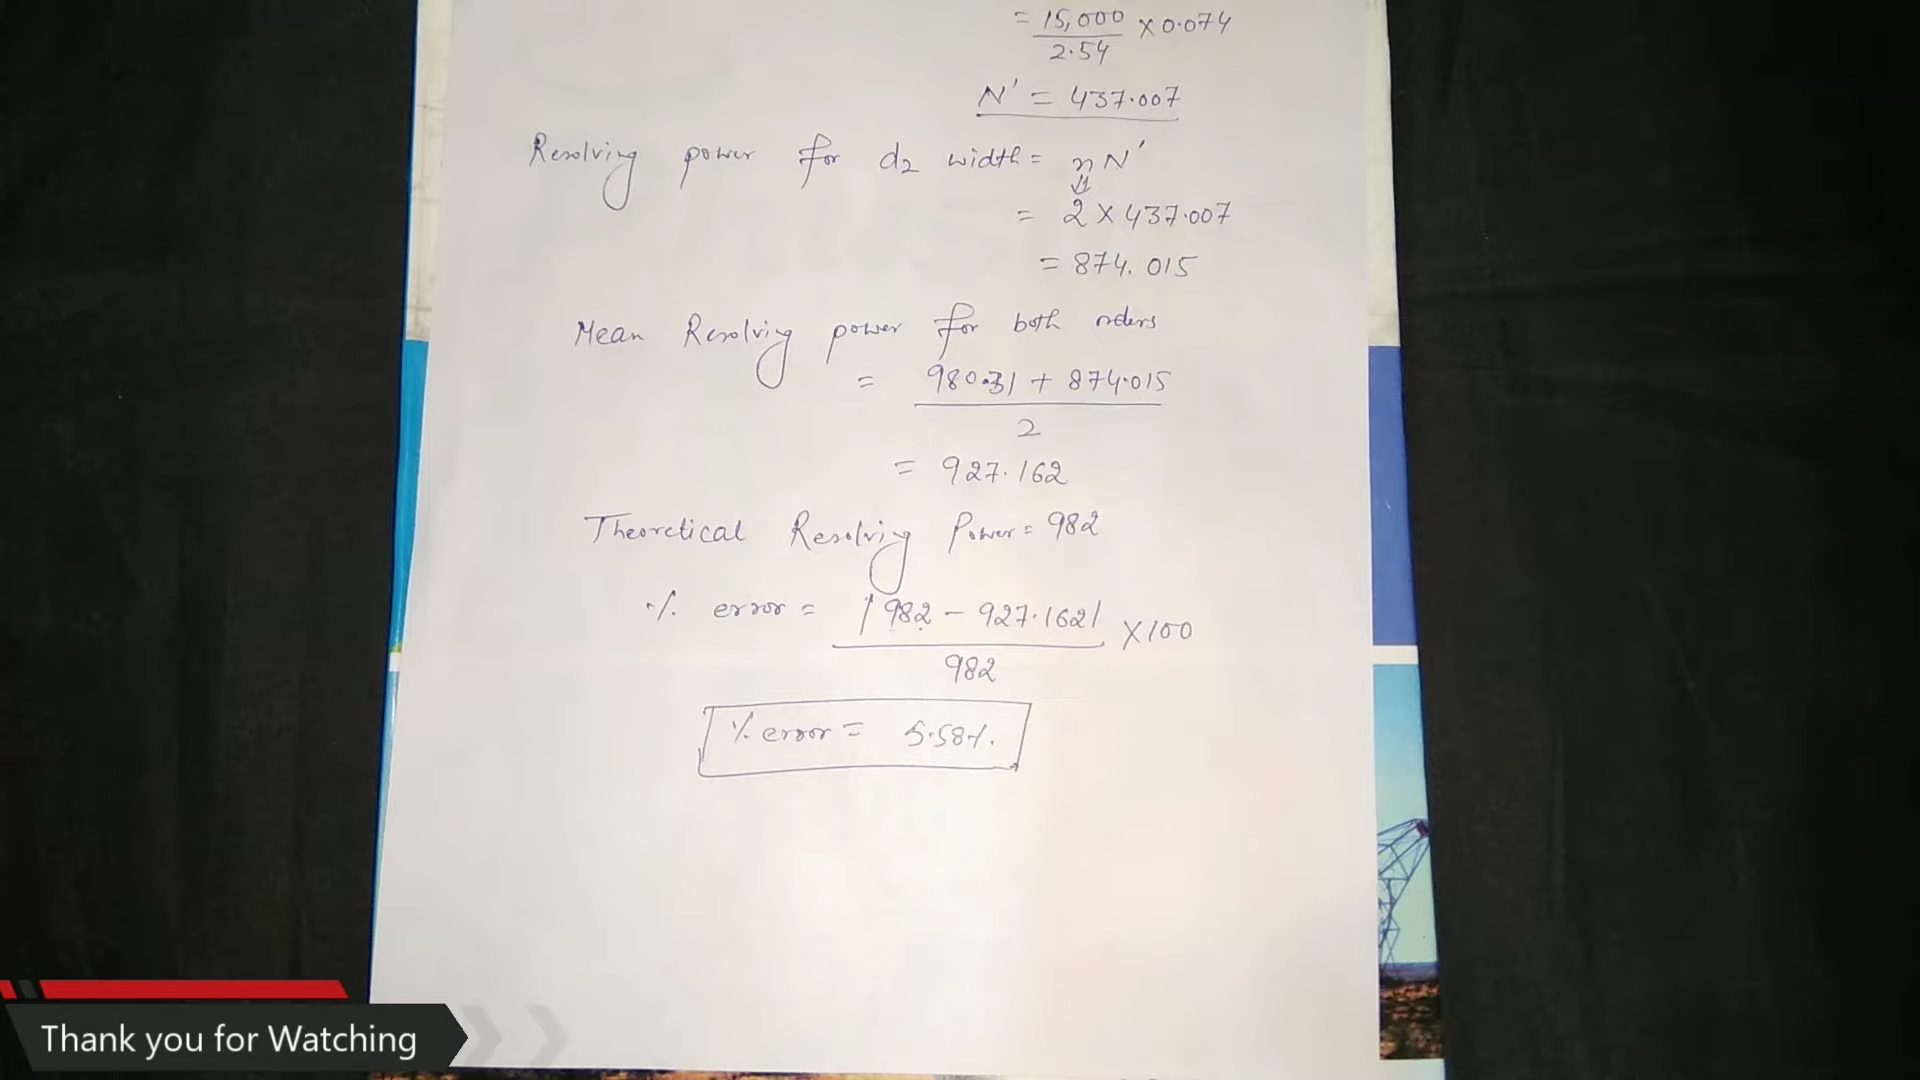 = 15,000 / 2.54 × 0.074
N' = 437.007
Resolving power for d2 width = nN'
⇓
= 2 × 437.007
= 874.015
Mean Resolving power for both orders
= 980.31 + 874.015 / 2
= 927.162
Theoretical Resolving Power = 982
% error = |982 - 927.162| / 982 × 100
% error = 5.58%.
Thank you for Watching